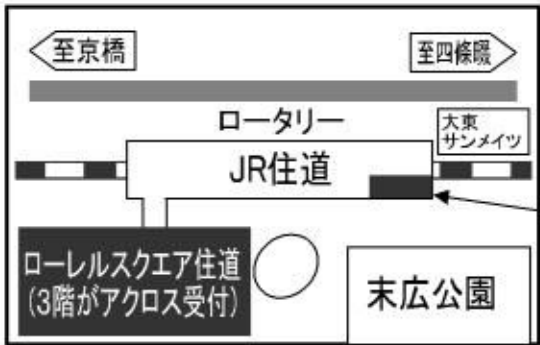 至京橋
至四條畷
ロータリー
大東
サンメイツ
JR住道
ローレルスクエア住道
(3階がアクロス受付)
末広公園